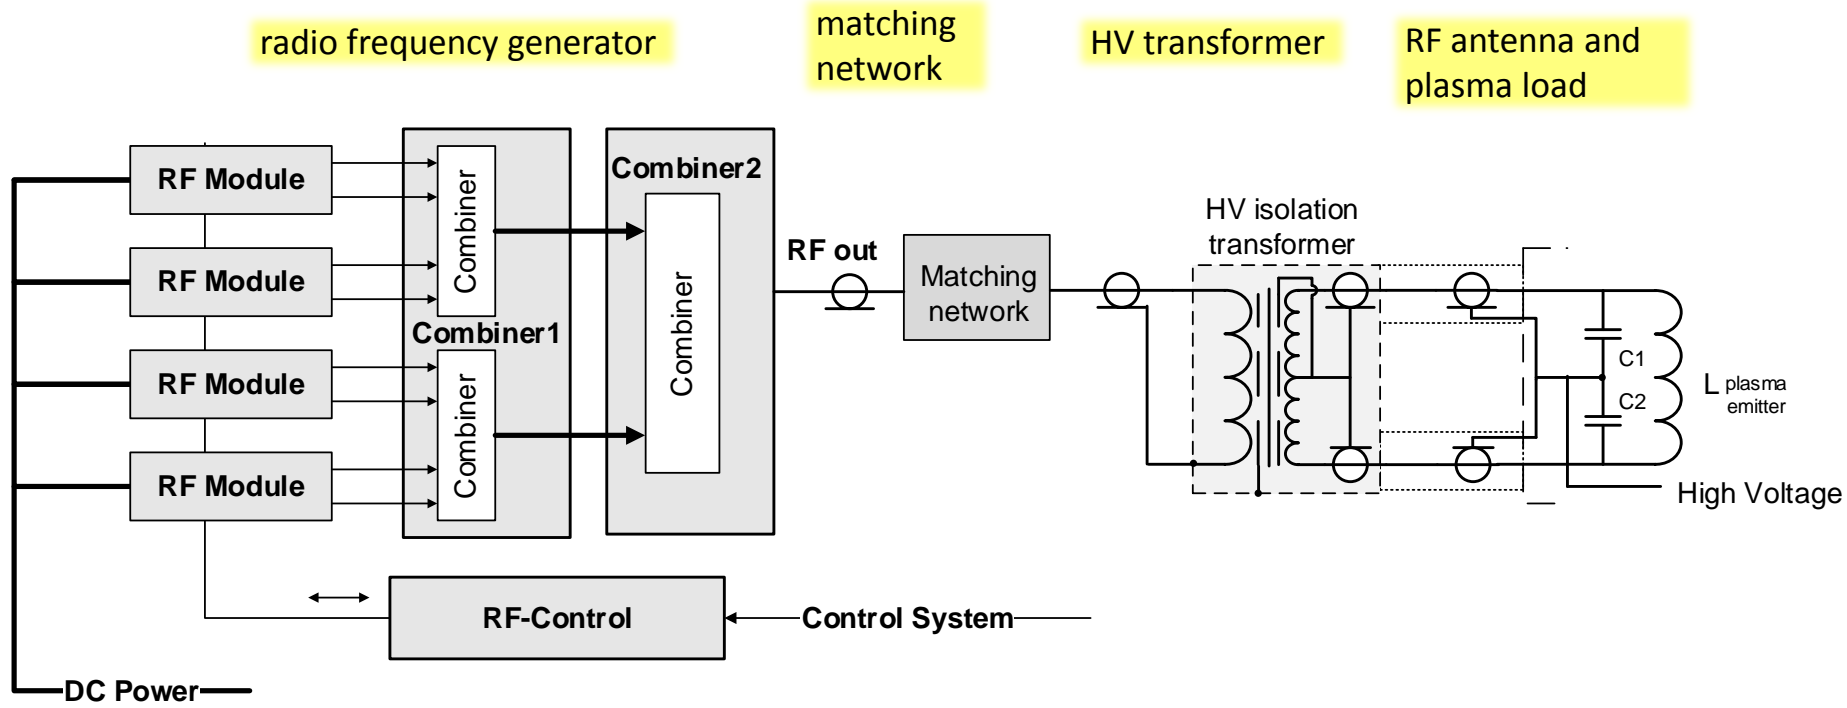 radio frequency generator
matching
network
HV transformer
RF antenna and
plasma load
RF Module
RF Module
RF Module
RF Module
Combiner
Combiner1
Combiner
Combiner2
Combiner
RF out
Matching
network
HV isolation
transformer
C1
C2
L plasma
emitter
High Voltage
RF-Control
Control System
DC Power